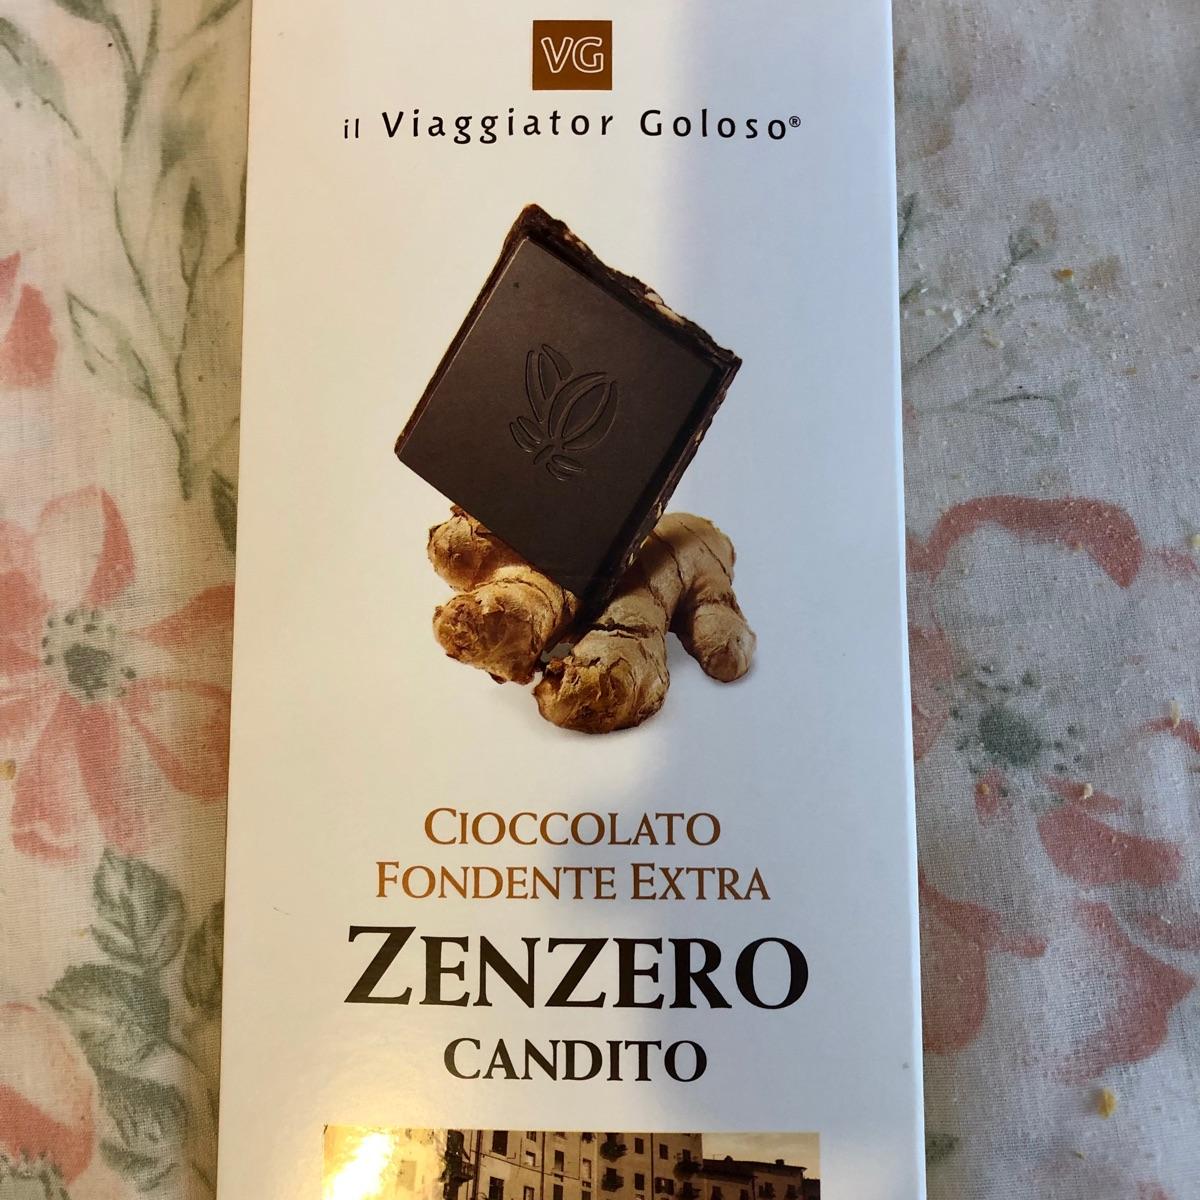 VG
il Viaggiator Goloso®
CIOCCOLATO
FONDENTE EXTRA
ZENZERO
CANDITO